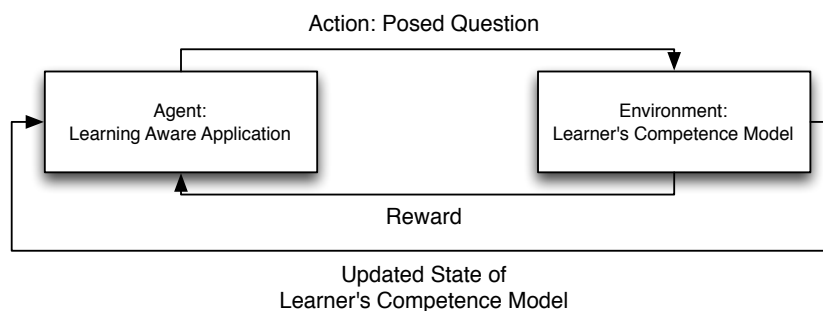 Action: Posed Question
Agent:
Learning Aware Application
Environment:
Learner's Competence Model
Reward
Updated State of
Learner's Competence Model